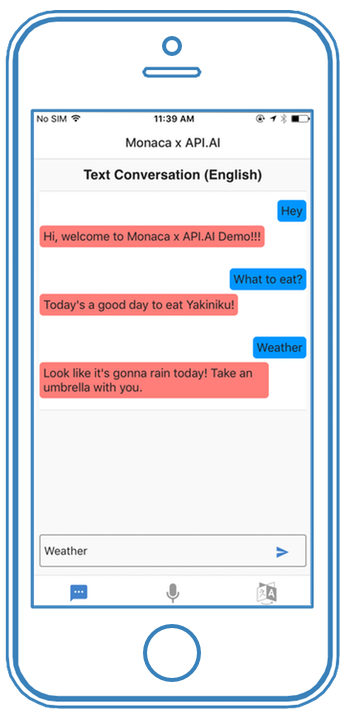 No SIM 11:39 AM
Monaca x API.AI
Text Conversation (English)
Hey
Hi, welcome to Monaca x API.AI Demo!!!
What to eat?
Today's a good day to eat Yakiniku!
Weather
Look like it's gonna rain today! Take an
umbrella with you.
Weather
A